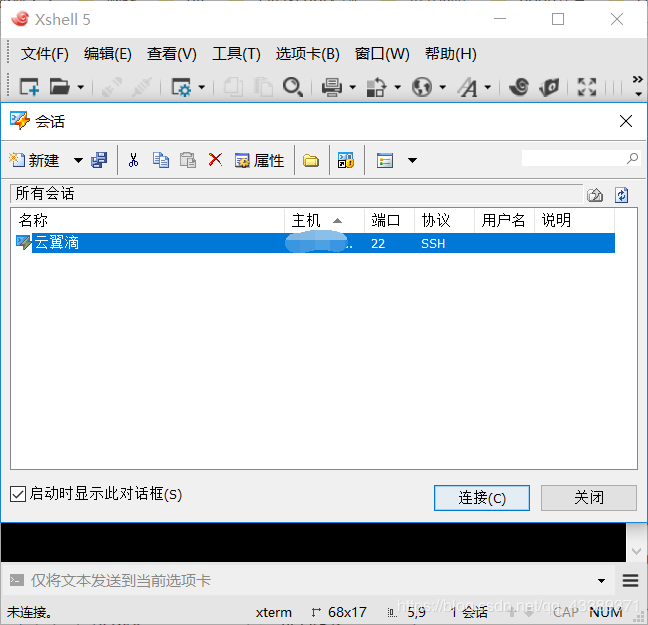 Xshell 5
文件(F) 编辑(E) 查看(V) 工具(T) 选项卡(B) 窗口(W) 帮助(H)
会话
新建 属性
所有会话
名称 主机 端口 协议 用户名 说明
云翼滴 .. 22 SSH
启动时显示此对话框(S) 连接(C) 关闭
仅将文本发送到当前选项卡
未连接。 xterm 68x17 5,9 1 会话 CAP NUM